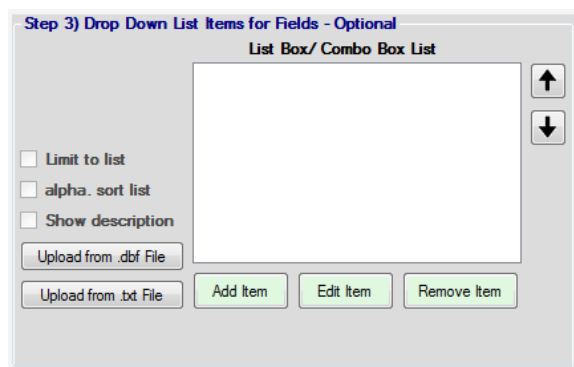 Step 3) Drop Down List Items for Fields - Optional
List Box/ Combo Box List
Limit to list
alpha. sort list
Show description
Upload from .dbf File
Upload from .txt File
Add Item
Edit Item
Remove Item